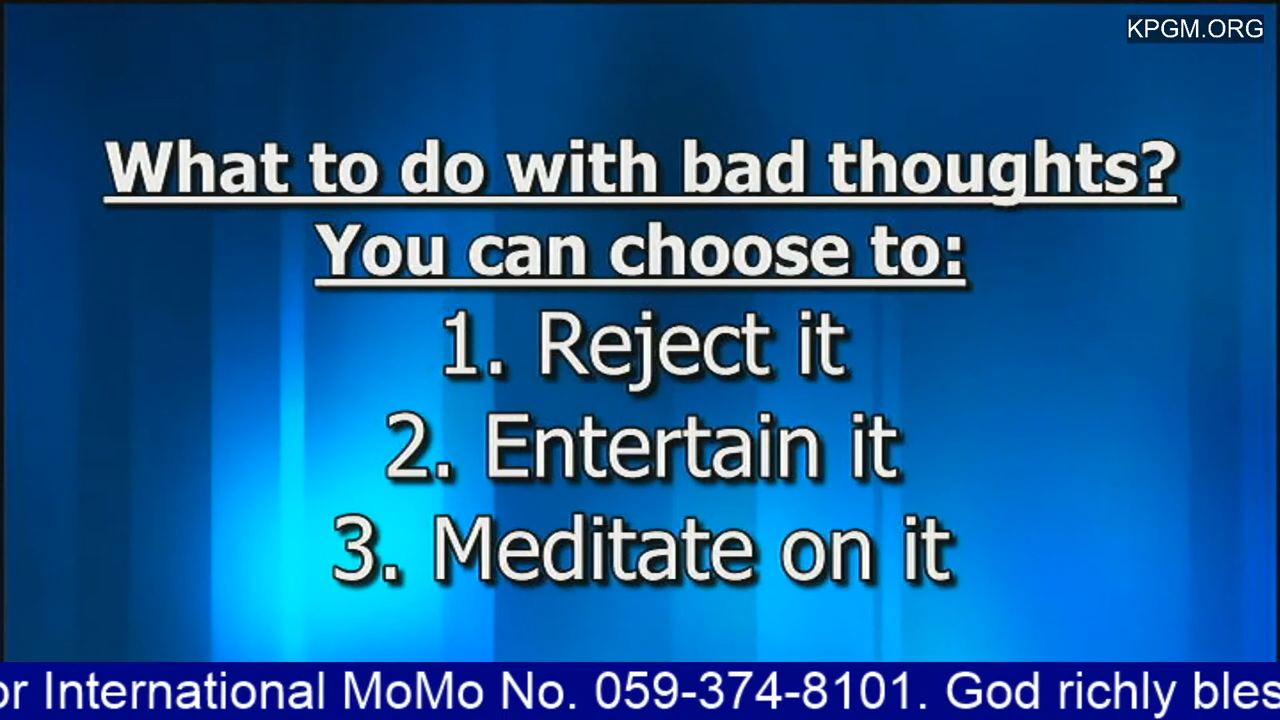 KPGM.ORG
What to do with bad thoughts?
You can choose to:
1. Reject it
2. Entertain it
3. Meditate on it
or International MoMo No. 059-374-8101. God richly bles